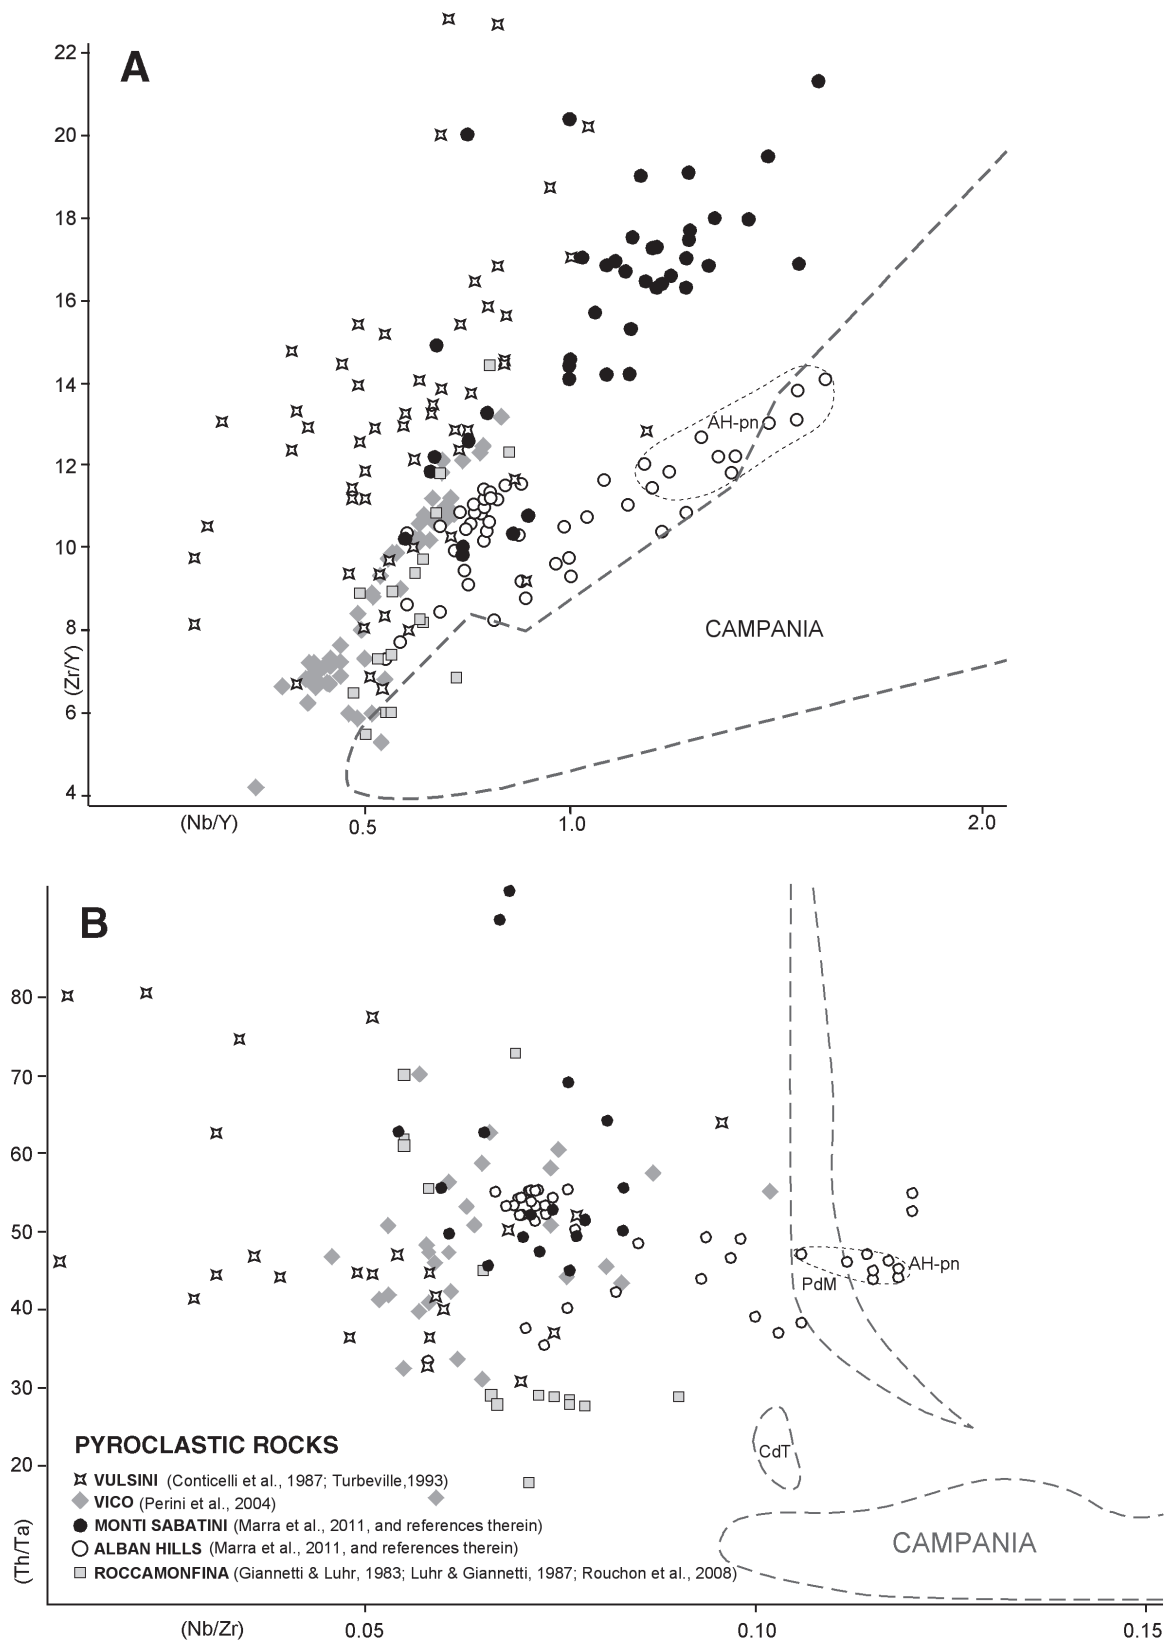 A
22
20
18
16
14
12
10
8
6
4
(Zr/Y)
AH-pn
CAMPANIA
(Nb/Y)
0.5
1.0
2.0
B
80
70
60
50
40
30
20
(Th/Ta)
AH-pn
PdM
CdT
CAMPANIA
PYROCLASTIC ROCKS
VULSINI (Conticelli et al., 1987; Turbeville,1993)
VICO (Perini et al., 2004)
MONTI SABATINI (Marra et al., 2011, and references therein)
ALBAN HILLS (Marra et al., 2011, and references therein)
ROCCAMONFINA (Giannetti & Luhr, 1983; Luhr & Giannetti, 1987; Rouchon et al., 2008)
(Nb/Zr)
0.05
0.10
0.15